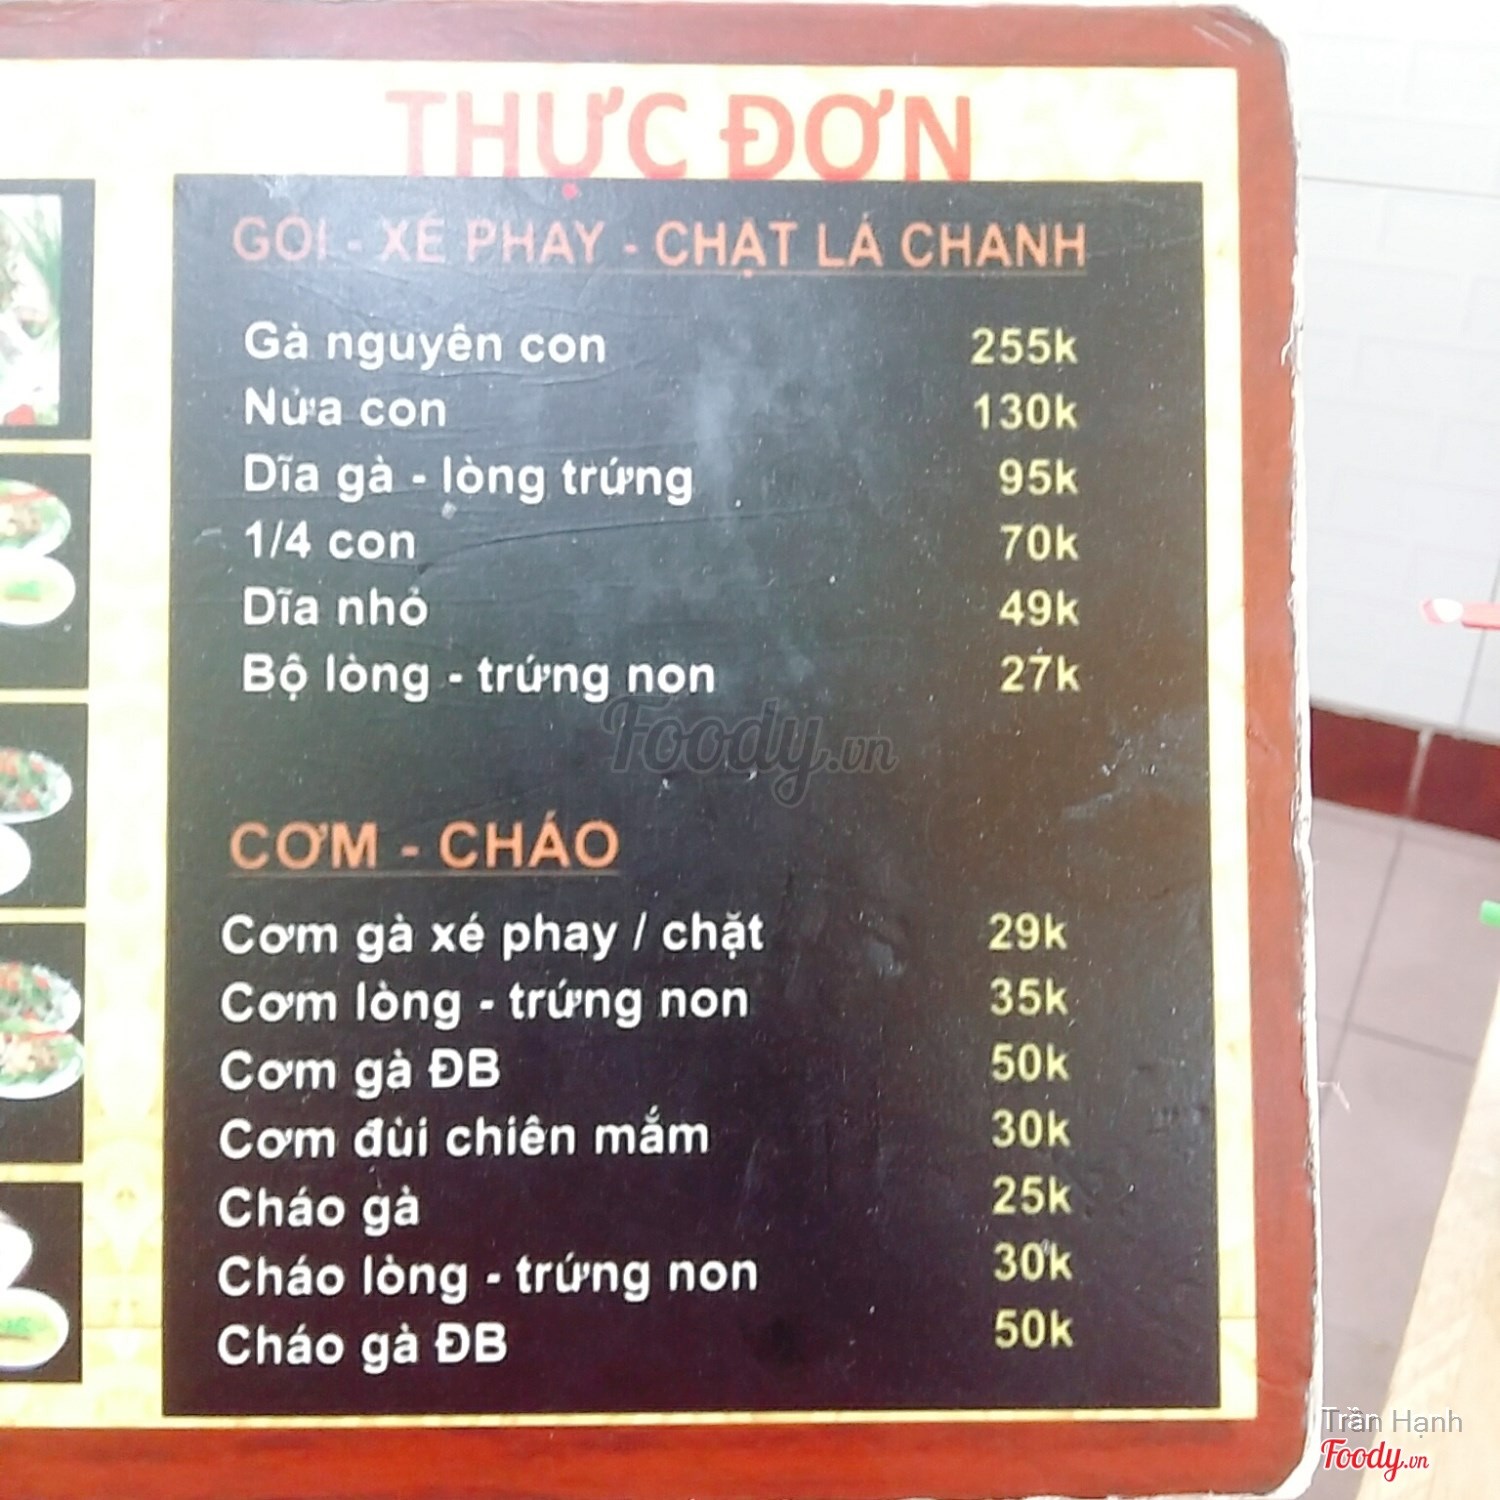 THỰC ĐƠN
GỎI - XÉ PHAY - CHẶT LÁ CHANH
Gà nguyên con 255k
Nửa con 130k
Dĩa gà - lòng trứng 95k
1/4 con 70k
Dĩa nhỏ 49k
Bộ lòng - trứng non 27k
Foody.vn
CƠM - CHÁO
Cơm gà xé phay / chặt 29k
Cơm lòng - trứng non 35k
Cơm gà ĐB 50k
Cơm đùi chiên mắm 30k
Cháo gà 25k
Cháo lòng - trứng non 30k
Cháo gà ĐB 50k
Trần Hạnh
Foody.vn